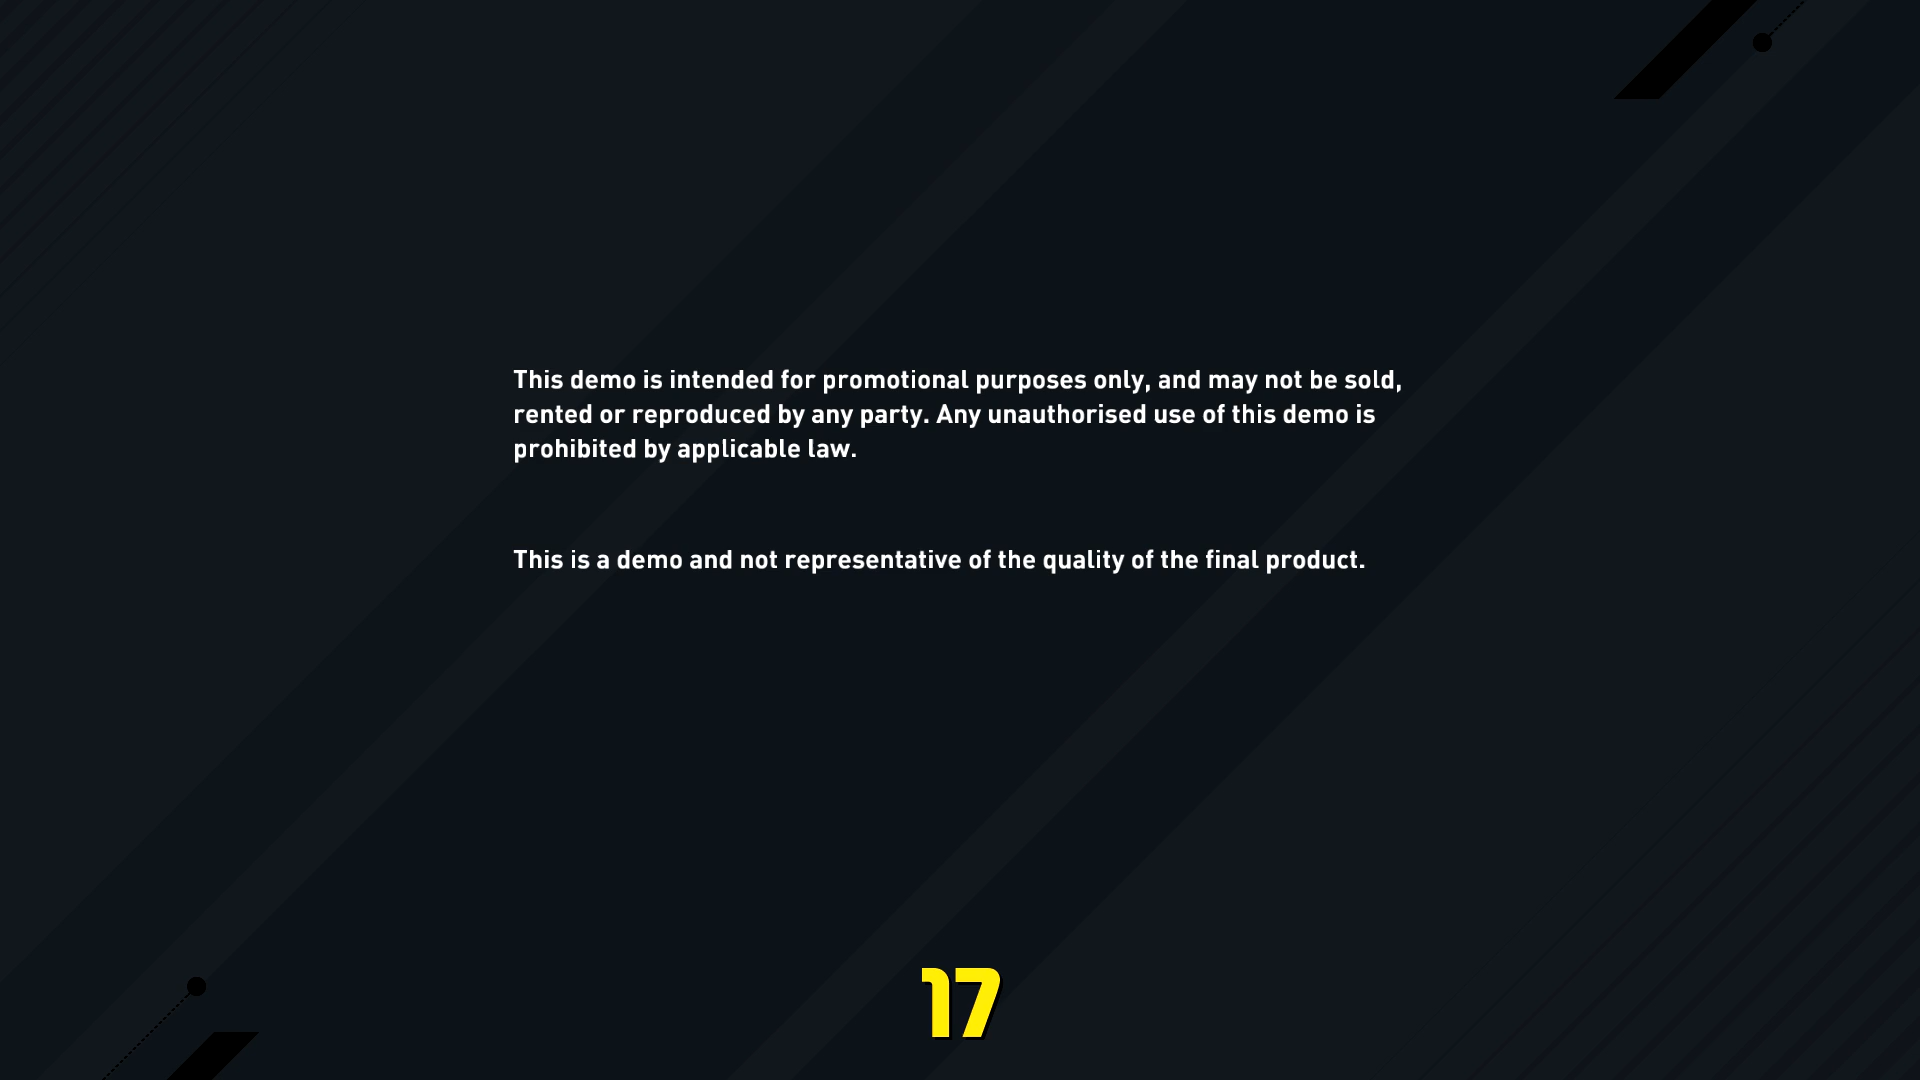 This demo is intended for promotional purposes only, and may not be sold,
rented or reproduced by any party. Any unauthorised use of this demo is
prohibited by applicable law.
This is a demo and not representative of the quality of the final product.
17